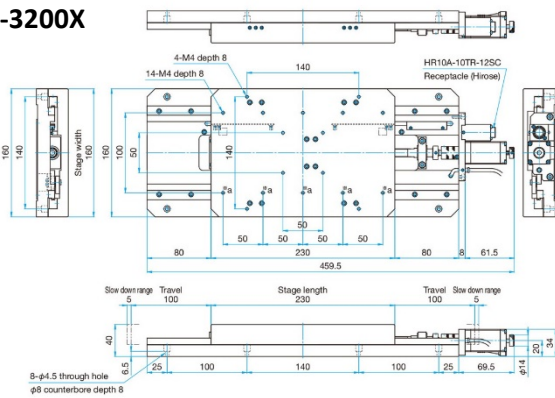 -3200X
4-M4 depth 8
14-M4 depth 8
140
HR10A-10TR-12SC
Receptacle (Hirose)
160
140
Stage width
160
160
100
50
140
a
a
a
a
50
50
50
50
50
80
230
80
8
61.5
459.5
Slow down range
Travel
Stage length
Travel
Slow down range
5
100
230
100
5
40
6.5
25
100
140
100
25
69.5
φ14
20
34
8-φ4.5 through hole
φ8 counterbore depth 8